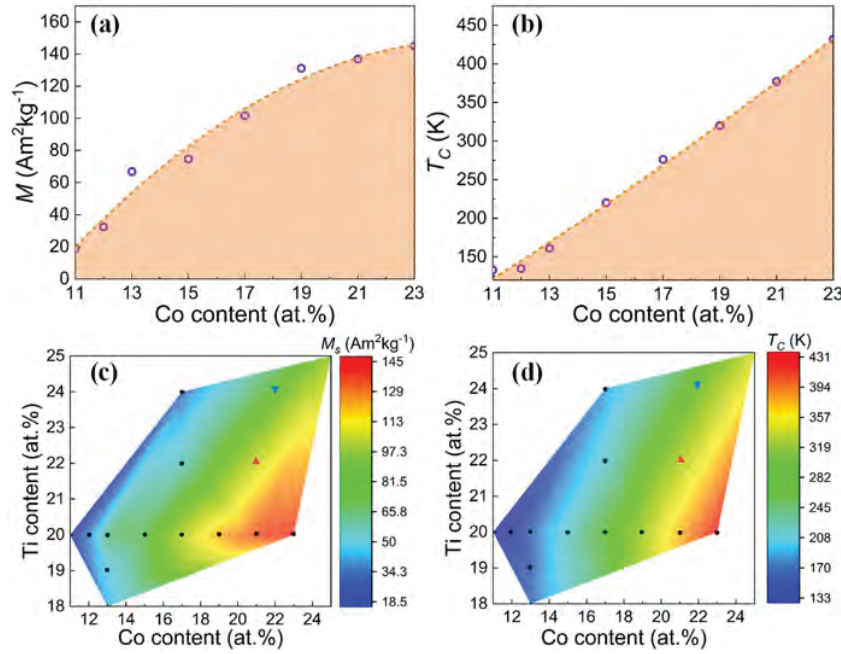 (a)
M (Am²kg⁻¹)
160
140
120
100
80
60
40
20
0
11 13 15 17 19 21 23
Co content (at.%)
(b)
T_C (K)
450
400
350
300
250
200
150
11 13 15 17 19 21 23
Co content (at.%)
(c)
M_s (Am²kg⁻¹)
Ti content (at.%)
25
24
23
22
21
20
19
18
12 14 16 18 20 22 24
Co content (at.%)
145
129
113
97.3
81.5
65.8
50.0
34.3
18.5
(d)
T_C (K)
Ti content (at.%)
25
24
23
22
21
20
19
18
12 14 16 18 20 22 24
Co content (at.%)
431
394
357
319
282
245
208
170
133